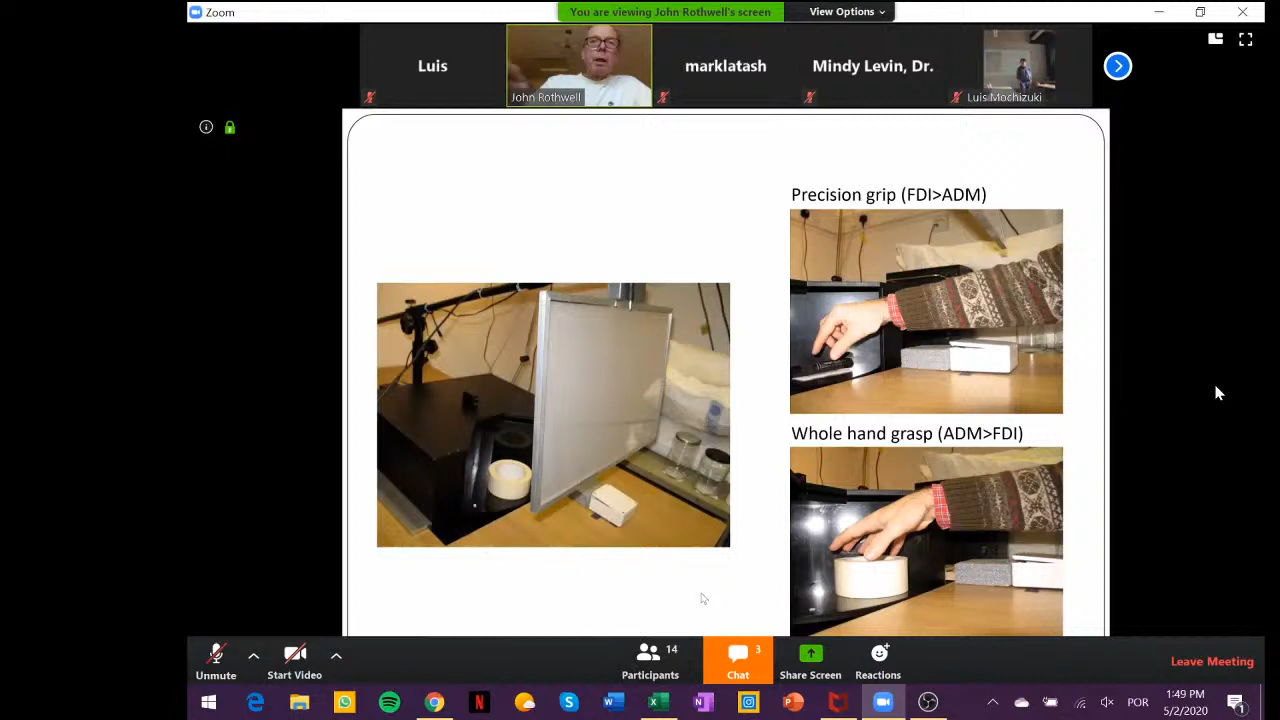 Zoom
You are viewing John Rothwell's screen
View Options
Luis
John Rothwell
marklatash
Mindy Levin, Dr.
Luis Mochizuki
Precision grip (FDI>ADM)
Whole hand grasp (ADM>FDI)
Unmute
Start Video
14
Participants
3
Chat
Share Screen
Reactions
Leave Meeting
POR
1:49 PM
5/2/2020
1